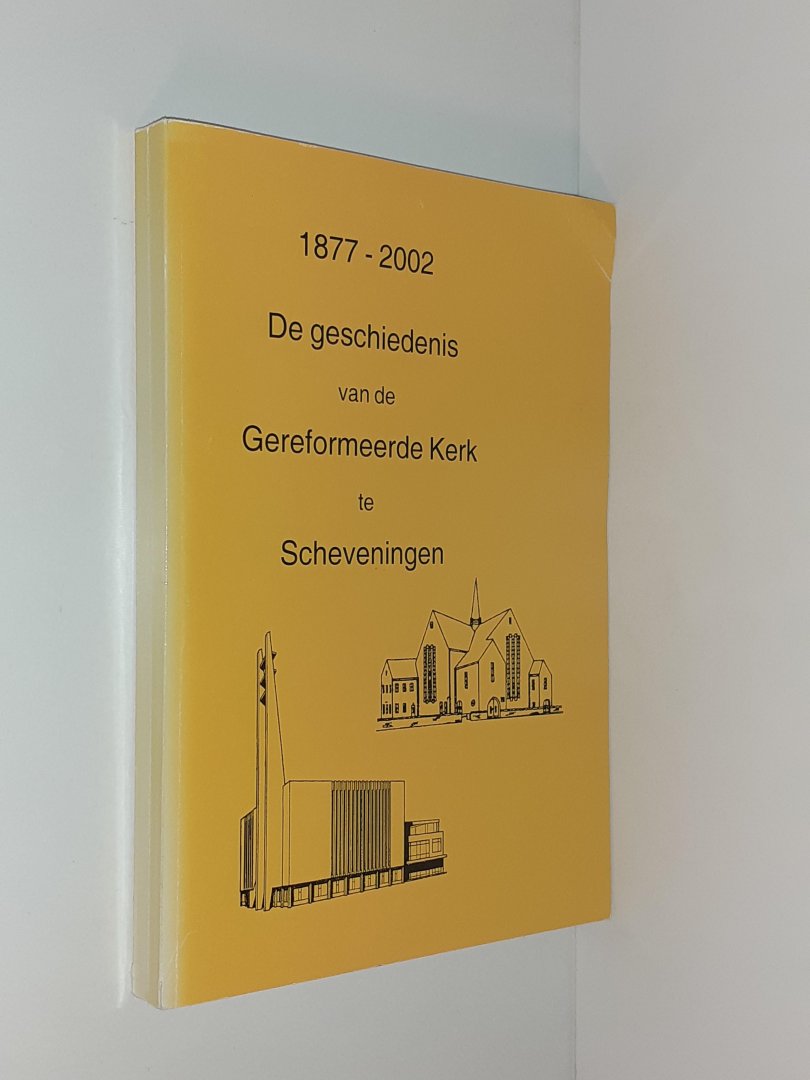 1877 - 2002
De geschiedenis
van de
Gereformeerde Kerk
te
Scheveningen